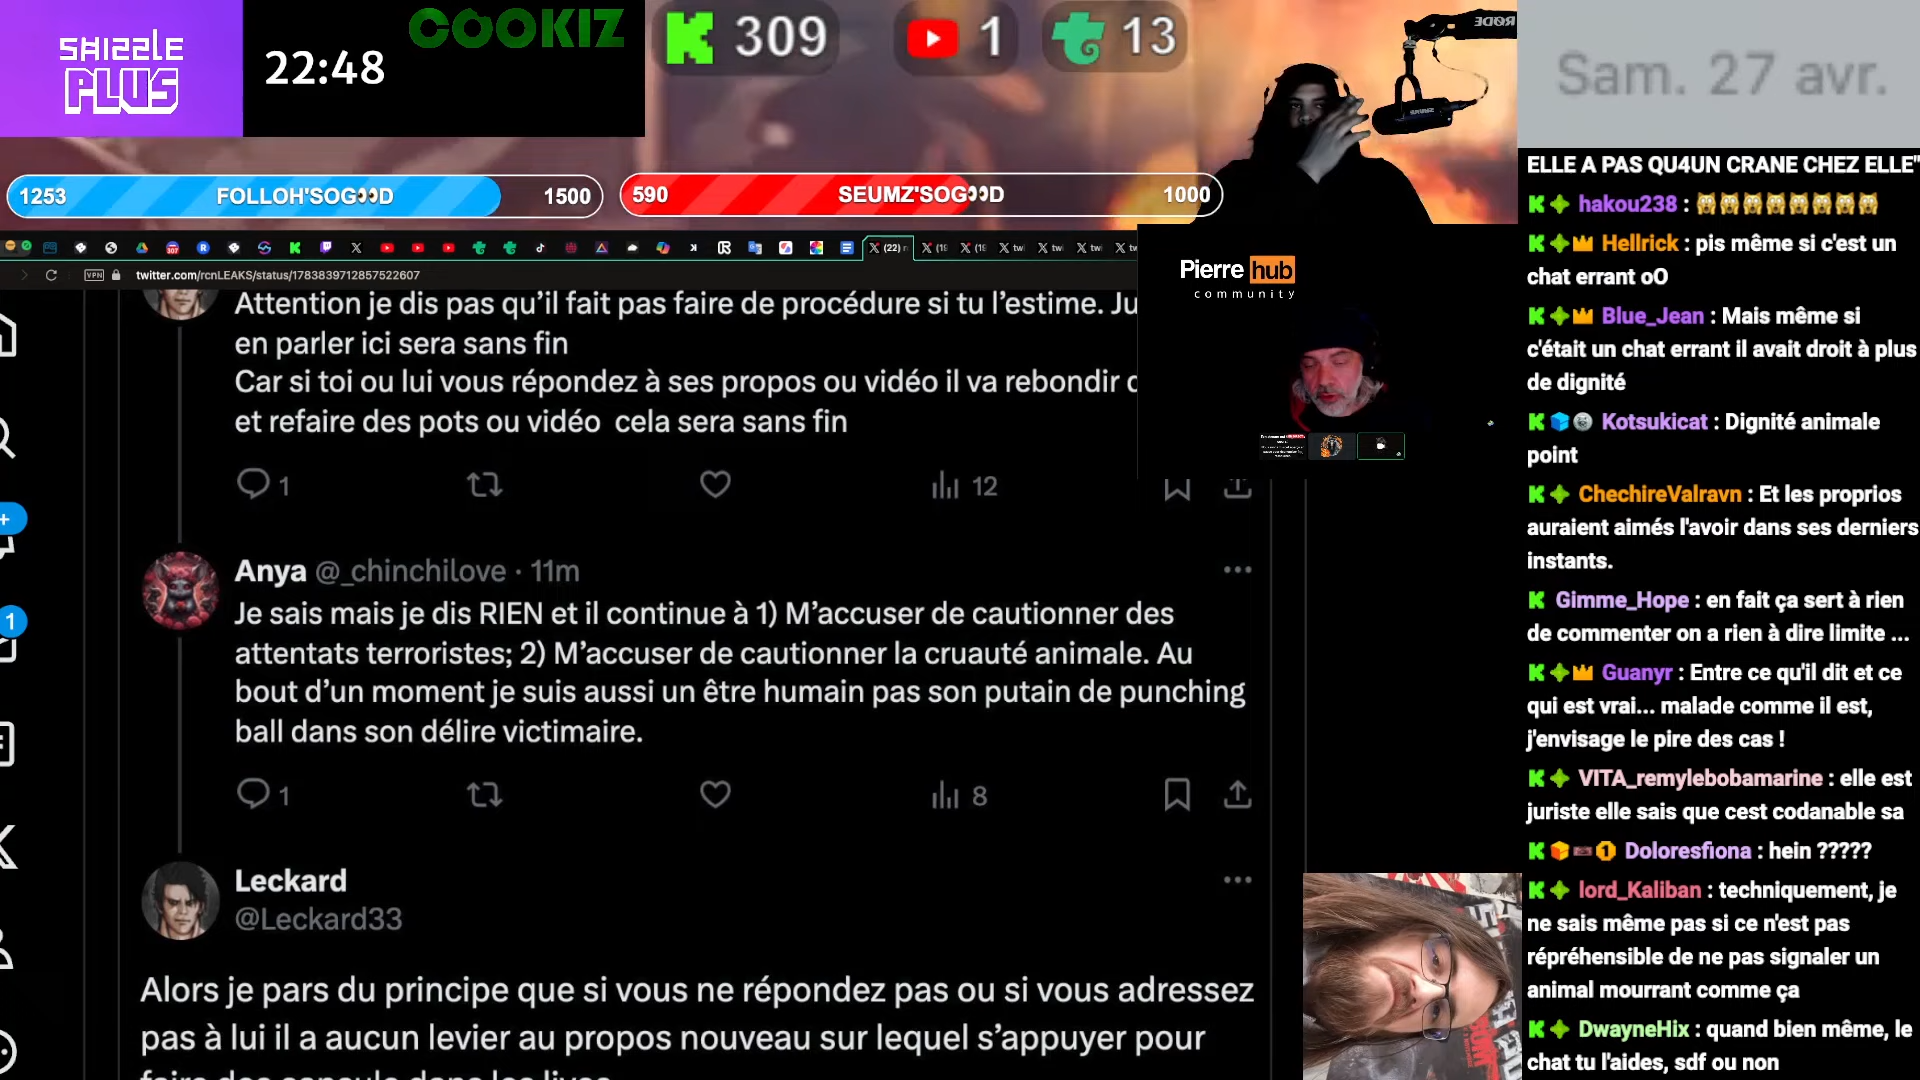 SHIZZLE
PLUS
22:48
COOKIZ
309
1
13
RØDE
Sam. 27 avr.
1253 FOLLOH'SOG👀D 1500
590 SEUMZ'SOG👀D 1000
twitter.com/rcnLEAKS/status/1783839712857522607
Pierre hub
community
Attention je dis pas qu’il fait pas faire de procédure si tu l’estime. Ju
en parler ici sera sans fin
Car si toi ou lui vous répondez à ses propos ou vidéo il va rebondir
et refaire des pots ou vidéo cela sera sans fin
1
12
Anya @_chinchilove · 11m
Je sais mais je dis RIEN et il continue à 1) M’accuser de cautionner des
attentats terroristes; 2) M’accuser de cautionner la cruauté animale. Au
bout d’un moment je suis aussi un être humain pas son putain de punching
ball dans son délire victimaire.
1
8
Leckard
@Leckard33
Alors je pars du principe que si vous ne répondez pas ou si vous adressez
pas à lui il a aucun levier au propos nouveau sur lequel s’appuyer pour
ELLE A PAS QU4UN CRANE CHEZ ELLE"
hakou238 : 🙀🙀🙀🙀🙀🙀🙀🙀
Hellrick : pis même si c'est un
chat errant oO
Blue_Jean : Mais même si
c'était un chat errant il avait droit à plus
de dignité
Kotsukicat : Dignité animale
point
ChechireValravn : Et les proprios
auraient aimés l'avoir dans ses derniers
instants.
Gimme_Hope : en fait ça sert à rien
de commenter on a rien à dire limite ...
Guanyr : Entre ce qu'il dit et ce
qui est vrai... malade comme il est,
j'envisage le pire des cas !
VITA_remylebobamarine : elle est
juriste elle sais que cest codanable sa
Doloresfiona : hein ?????
lord_Kaliban : techniquement, je
ne sais même pas si ce n'est pas
répréhensible de ne pas signaler un
animal mourrant comme ça
DwayneHix : quand bien même, le
chat tu l'aides, sdf ou non